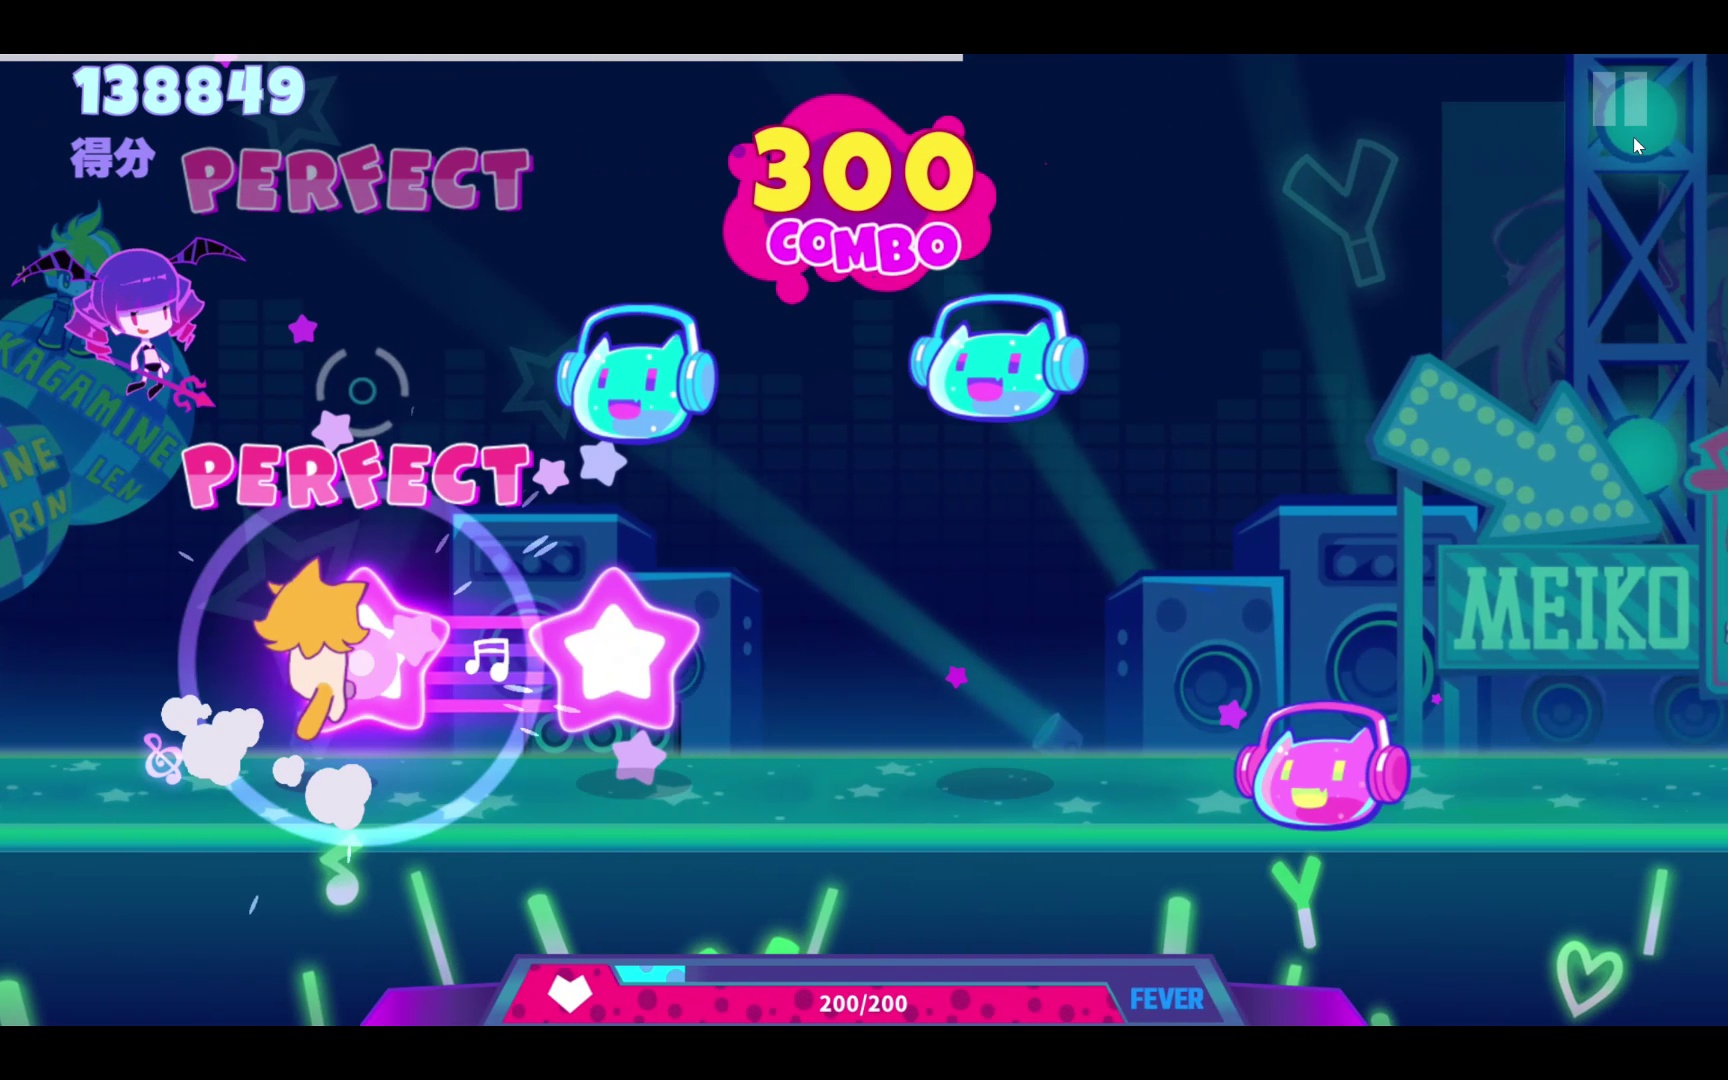 138849
得分
PERFECT
300
COMBO
PERFECT
KAGAMINE
LEN
RIN
MEIKO
200/200
FEVER